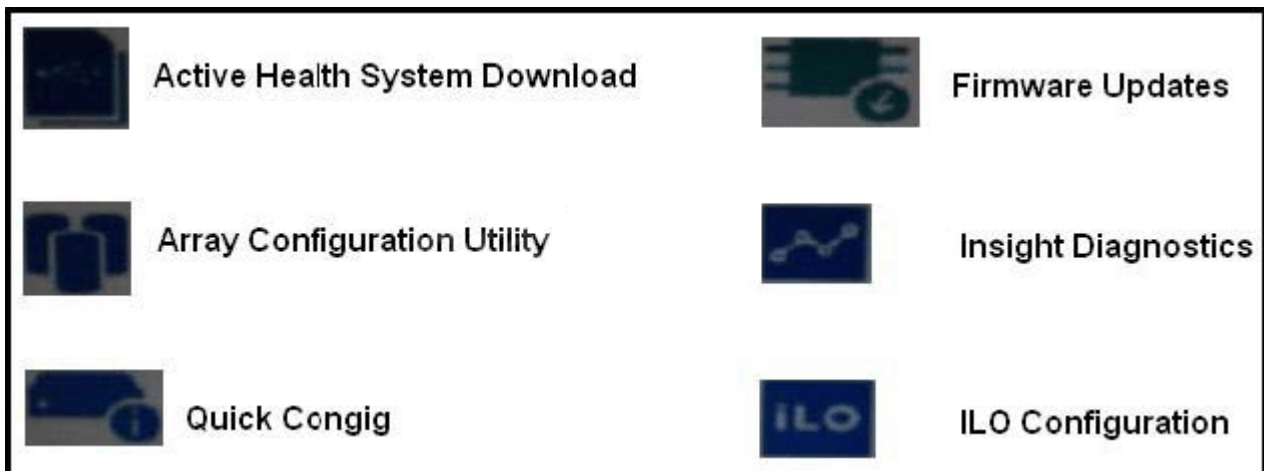 Active Health System Download
Firmware Updates
Array Configuration Utility
Insight Diagnostics
Quick Congig
iLO
ILO Configuration